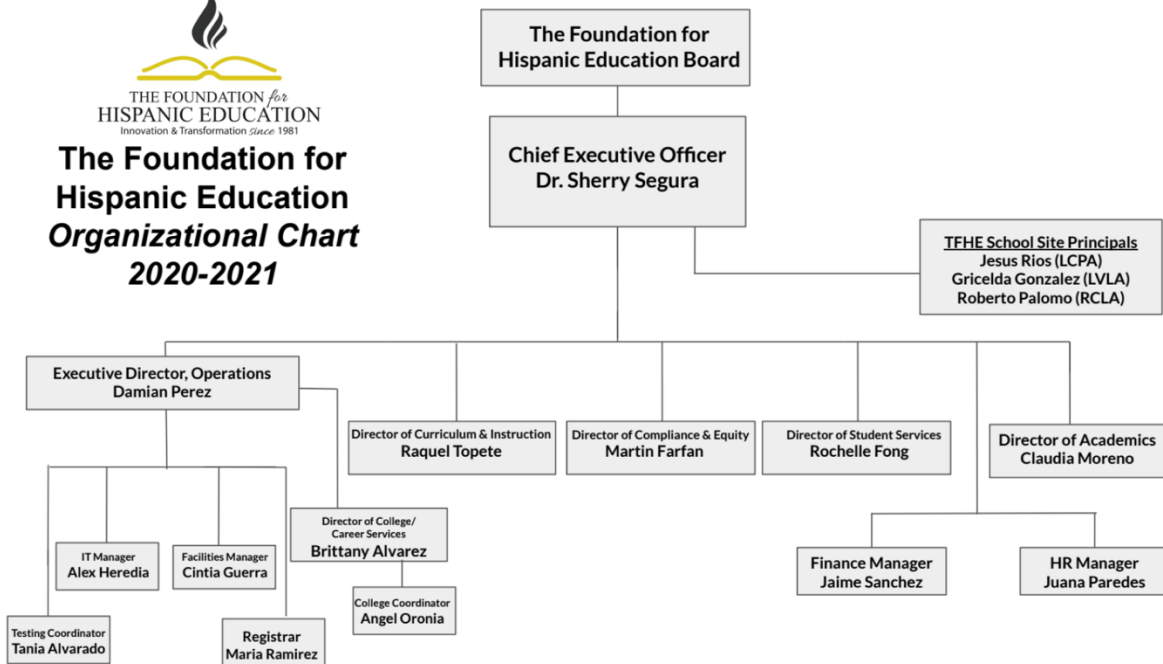 THE FOUNDATION for
HISPANIC EDUCATION
Innovation & Transformation since 1981
The Foundation for
Hispanic Education
Organizational Chart
2020-2021
The Foundation for
Hispanic Education Board
Chief Executive Officer
Dr. Sherry Segura
TFHE School Site Principals
Jesus Rios (LCPA)
Gricelda Gonzalez (LVLA)
Roberto Palomo (RCLA)
Executive Director, Operations
Damian Perez
Director of Curriculum & Instruction
Raquel Topete
Director of Compliance & Equity
Martin Farfan
Director of Student Services
Rochelle Fong
Director of Academics
Claudia Moreno
Director of College/
Career Services
Brittany Alvarez
IT Manager
Alex Heredia
Facilities Manager
Cintia Guerra
Finance Manager
Jaime Sanchez
HR Manager
Juana Paredes
College Coordinator
Angel Oronia
Testing Coordinator
Tania Alvarado
Registrar
Maria Ramirez